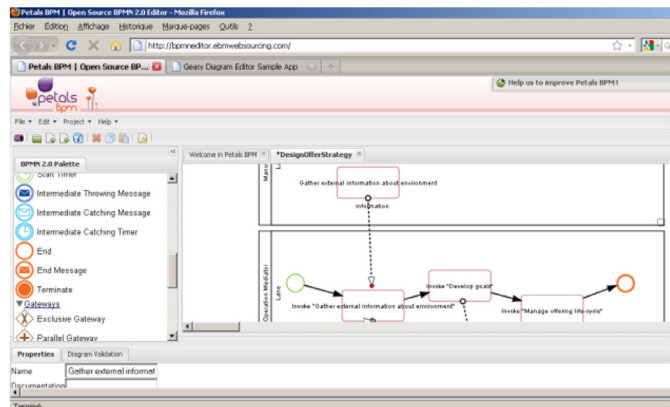 Petals BPM | Open Source BPMN 2.0 Editor - Mozilla Firefox
Fichier Édition Affichage Historique Marque-pages Outils ?
http://bpmneditor.ebmwebsourcing.com/
Petals BPM | Open Source BP... Geasy Diagram Editor Sample App
Help us to improve Petals BPM !
petals
Bpm
File Edit Project Help
Welcome in Petals BPM *DesignOfferStrategy
BPMN 2.0 Palette
Start Timer
Intermediate Throwing Message
Intermediate Catching Message
Intermediate Catching Timer
End
End Message
Terminate
Gateways
Exclusive Gateway
Parallel Gateway
Gather external information about environment
information
Operation Mediator
Lane
Invoke "Gather external information about environment"
Invoke "Develop goals"
Invoke "Manage offering life cycle"
Properties Diagram Validation
Name Gather external informat
Documentation
Terminé